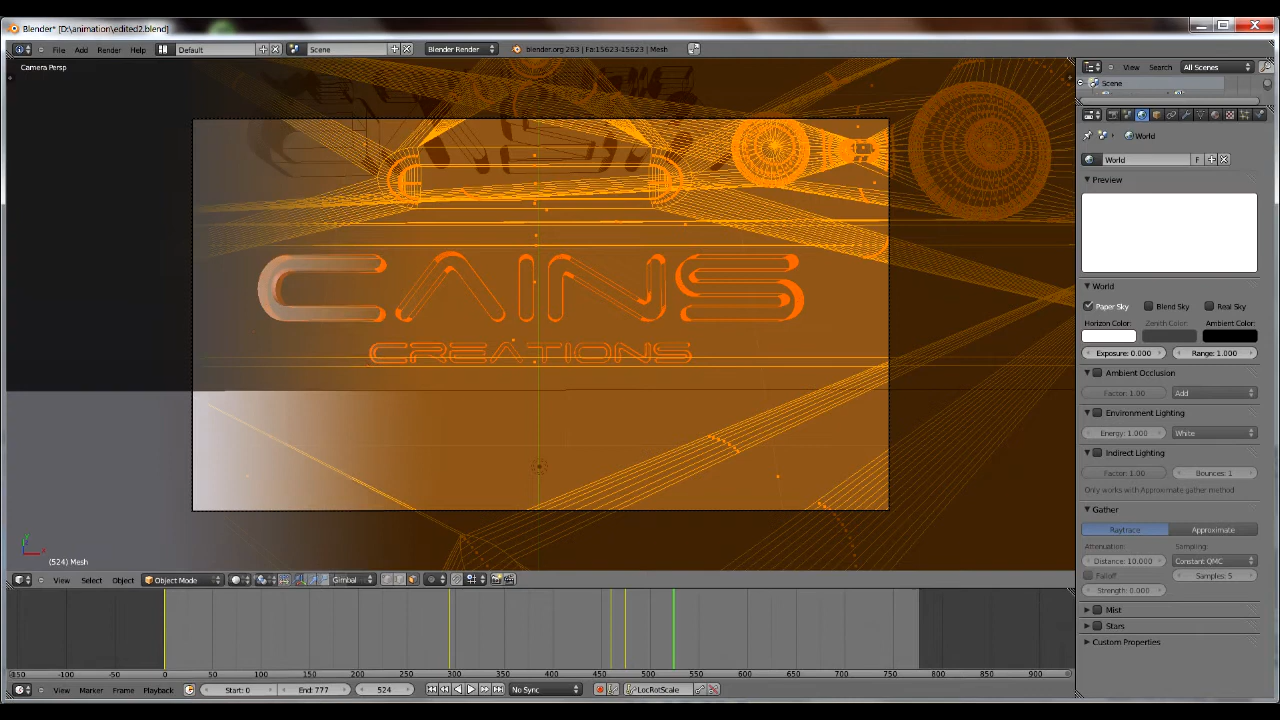 Blender* [D:\animation\edited2.blend]
File Add Render Help Default Scene Blender Render blender.org 263 | Fa:15623-15623 | Mesh
View Search All Scenes
Camera Persp
Scene
World
World F
Preview
World
Paper Sky Blend Sky Real Sky
Horizon Color: Zenith Color: Ambient Color:
Exposure: 0.000 Range: 1.000
Ambient Occlusion
Factor: 1.00 Add
Environment Lighting
Energy: 1.000 White
Indirect Lighting
Factor: 1.00 Bounces: 1
Only works with Approximate gather method
Gather
Raytrace Approximate
Attenuation: Sampling:
Distance: 10.000 Constant QMC
Falloff Samples: 5
Strength: 0.000
Mist
Stars
Custom Properties
CAINS
CREATIONS
(524) Mesh
View Select Object Object Mode Gimbal
-150 -100 -50 0 50 100 150 200 250 300 350 400 450 500 550 600 650 700 750 800 850 900
View Marker Frame Playback Start: 0 End: 777 524 No Sync LocRotScale